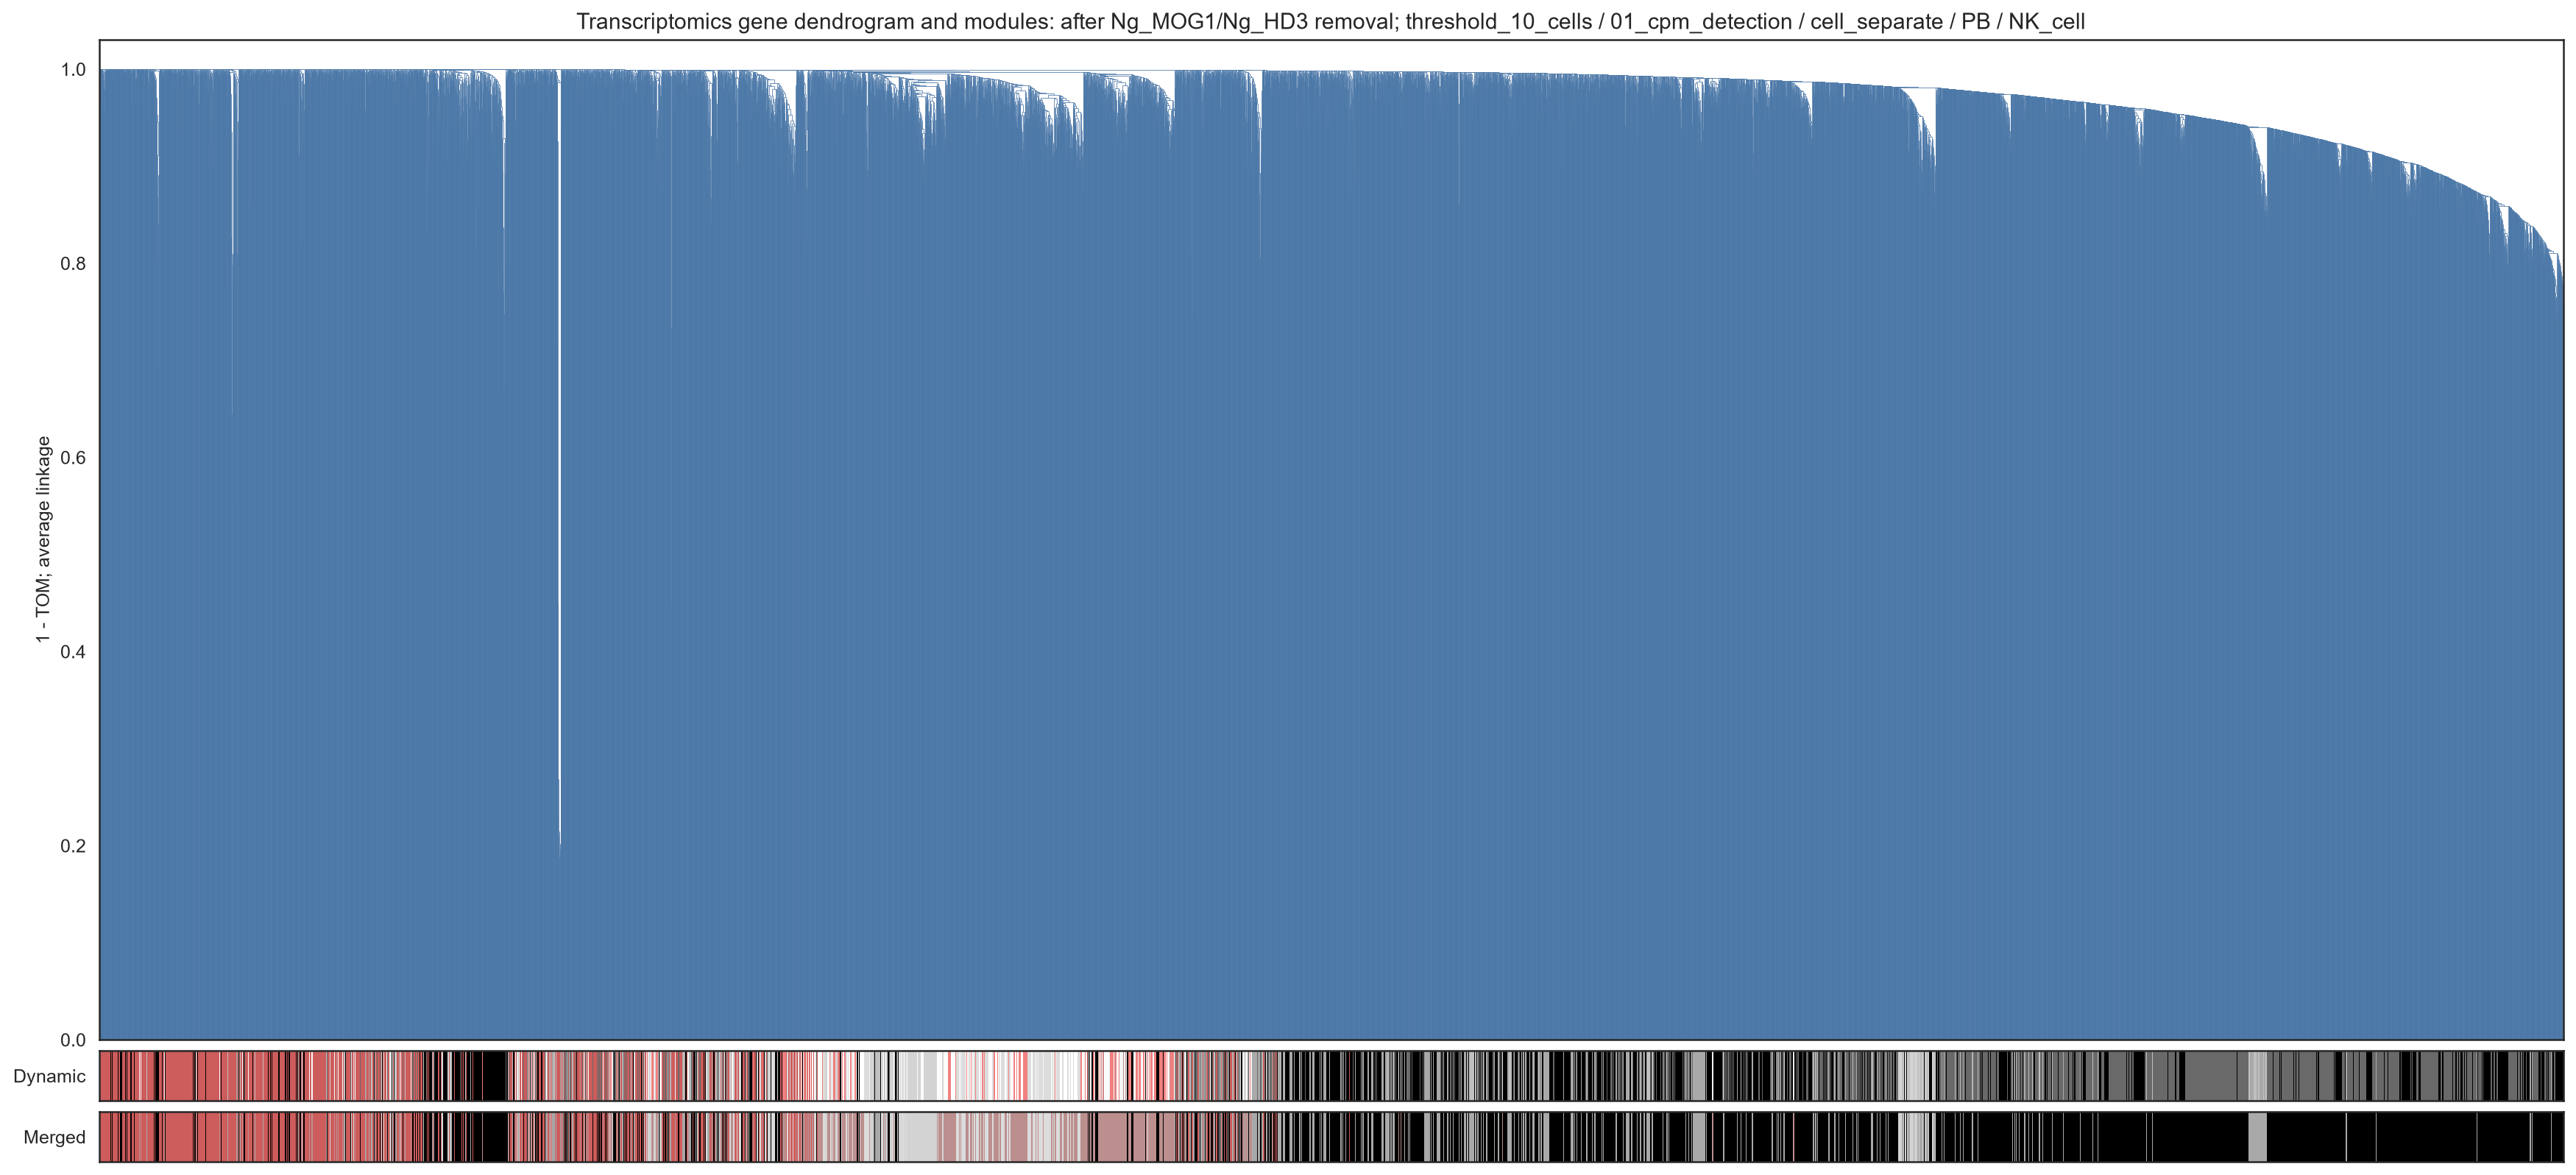 Transcriptomics gene dendrogram and modules: after Ng_MOG1/Ng_HD3 removal; threshold_10_cells / 01_cpm_detection / cell_separate / PB / NK_cell
1.0
0.8
0.6
0.4
0.2
0.0
1 - TOM; average linkage
Dynamic
Merged